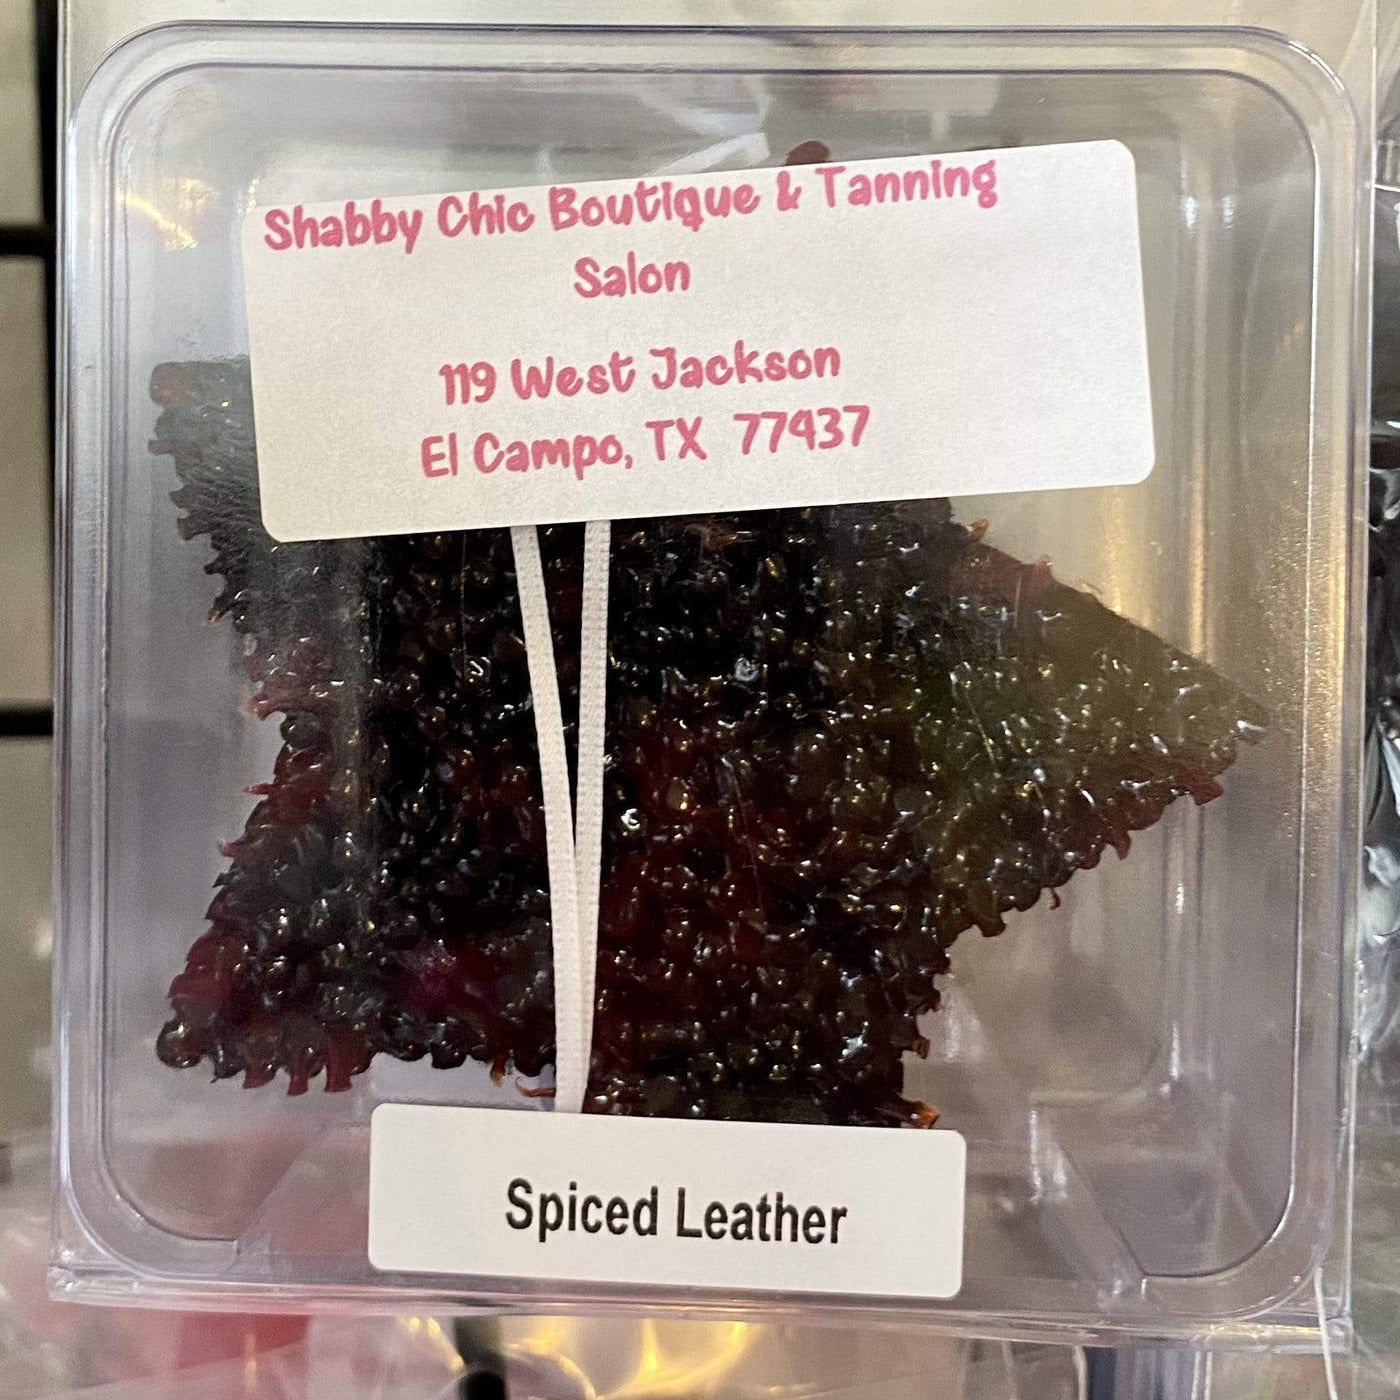 Shabby Chic Boutique & Tanning
Salon
119 West Jackson
El Campo, TX 77437
Spiced Leather